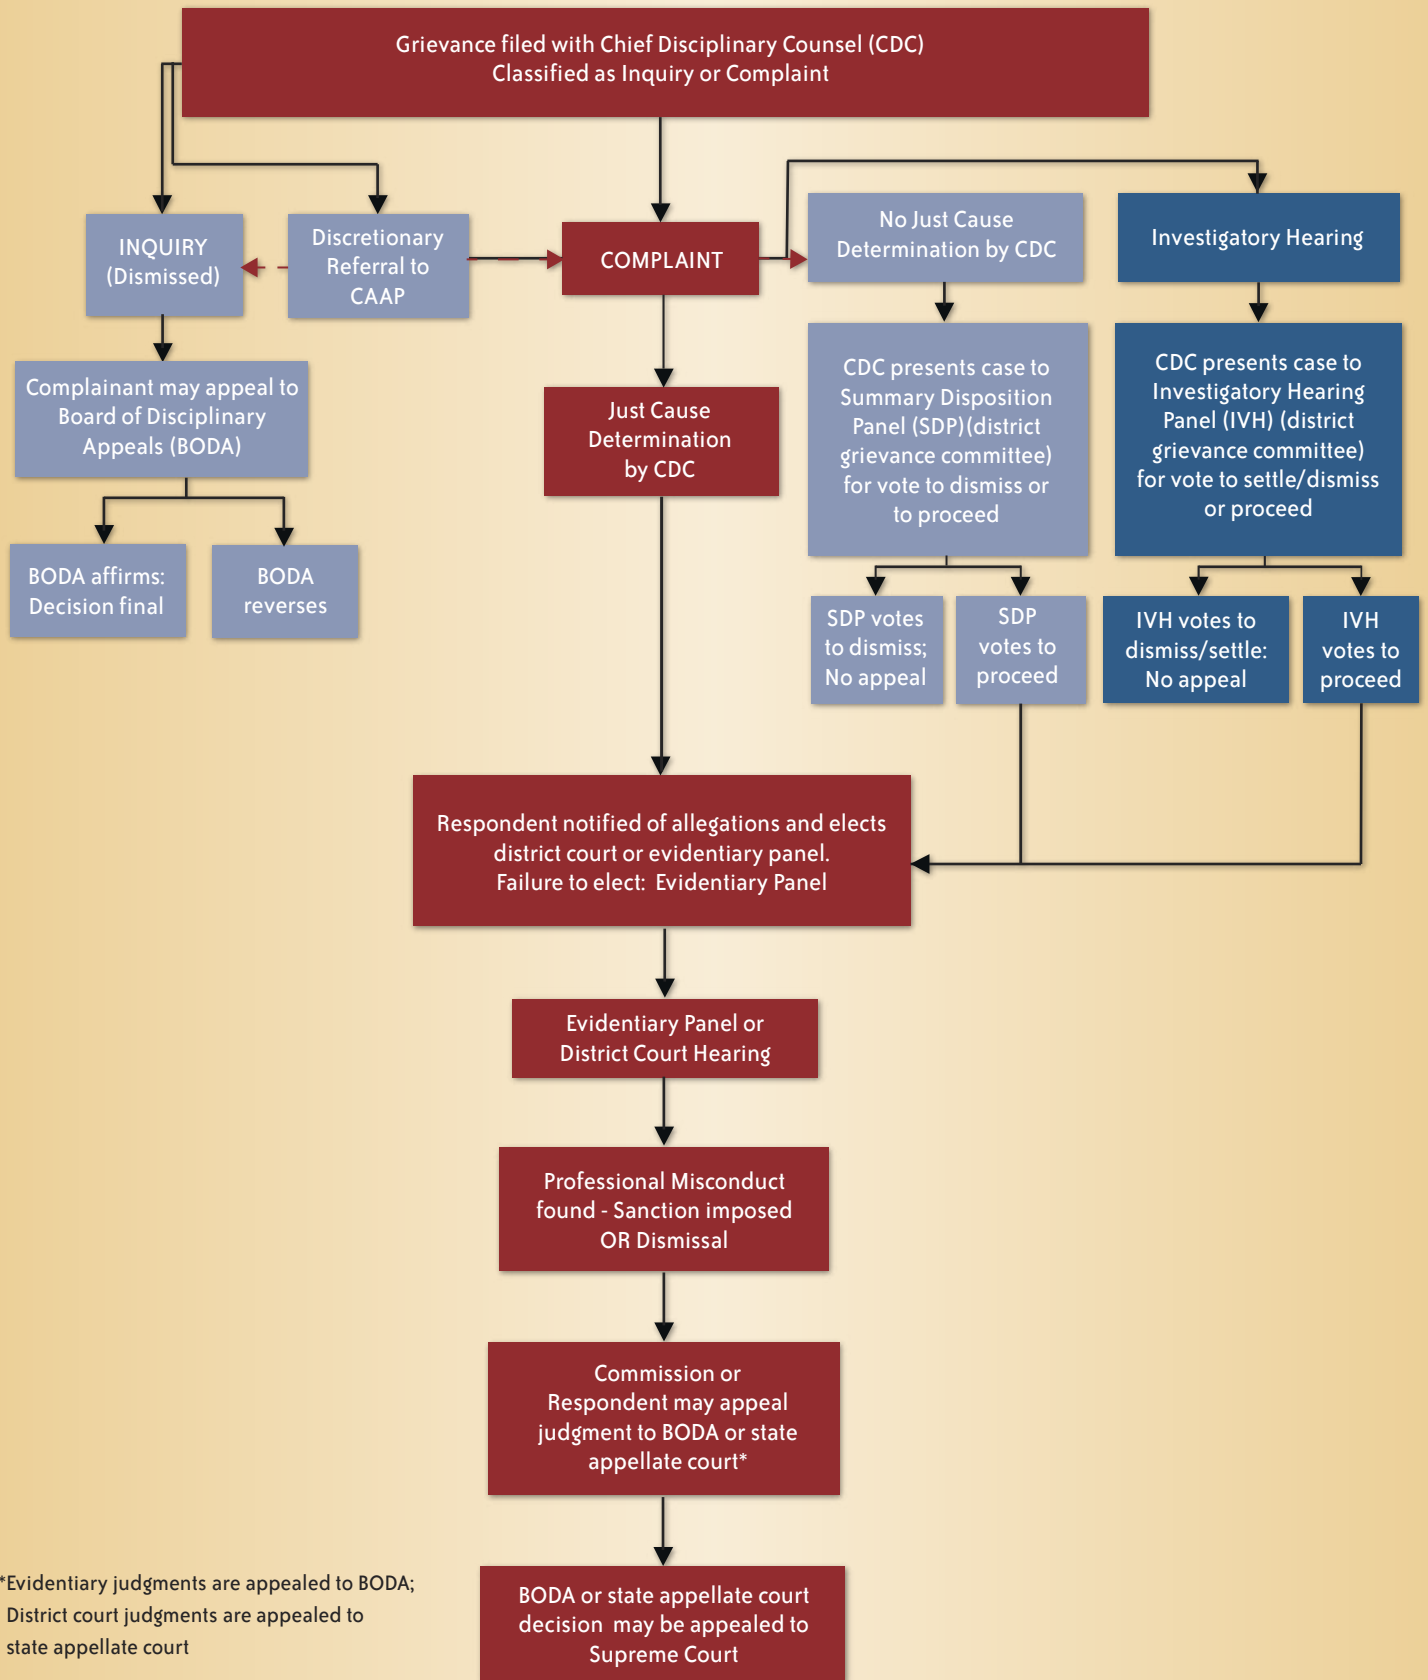 Grievance filed with Chief Disciplinary Counsel (CDC)
Classified as Inquiry or Complaint
INQUIRY
(Dismissed)
Discretionary
Referral to
CAAP
COMPLAINT
No Just Cause
Determination by CDC
Investigatory Hearing
Complainant may appeal to
Board of Disciplinary
Appeals (BODA)
Just Cause
Determination
by CDC
CDC presents case to
Summary Disposition
Panel (SDP)(district
grievance committee)
for vote to dismiss or
to proceed
CDC presents case to
Investigatory Hearing
Panel (IVH) (district
grievance committee)
for vote to settle/dismiss
or proceed
BODA affirms:
Decision final
BODA
reverses
SDP votes
to dismiss;
No appeal
SDP
votes to
proceed
IVH votes to
dismiss/settle:
No appeal
IVH
votes to
proceed
Respondent notified of allegations and elects
district court or evidentiary panel.
Failure to elect: Evidentiary Panel
Evidentiary Panel or
District Court Hearing
Professional Misconduct
found - Sanction imposed
OR Dismissal
Commission or
Respondent may appeal
judgment to BODA or state
appellate court*
BODA or state appellate court
decision may be appealed to
Supreme Court
*Evidentiary judgments are appealed to BODA;
District court judgments are appealed to
state appellate court